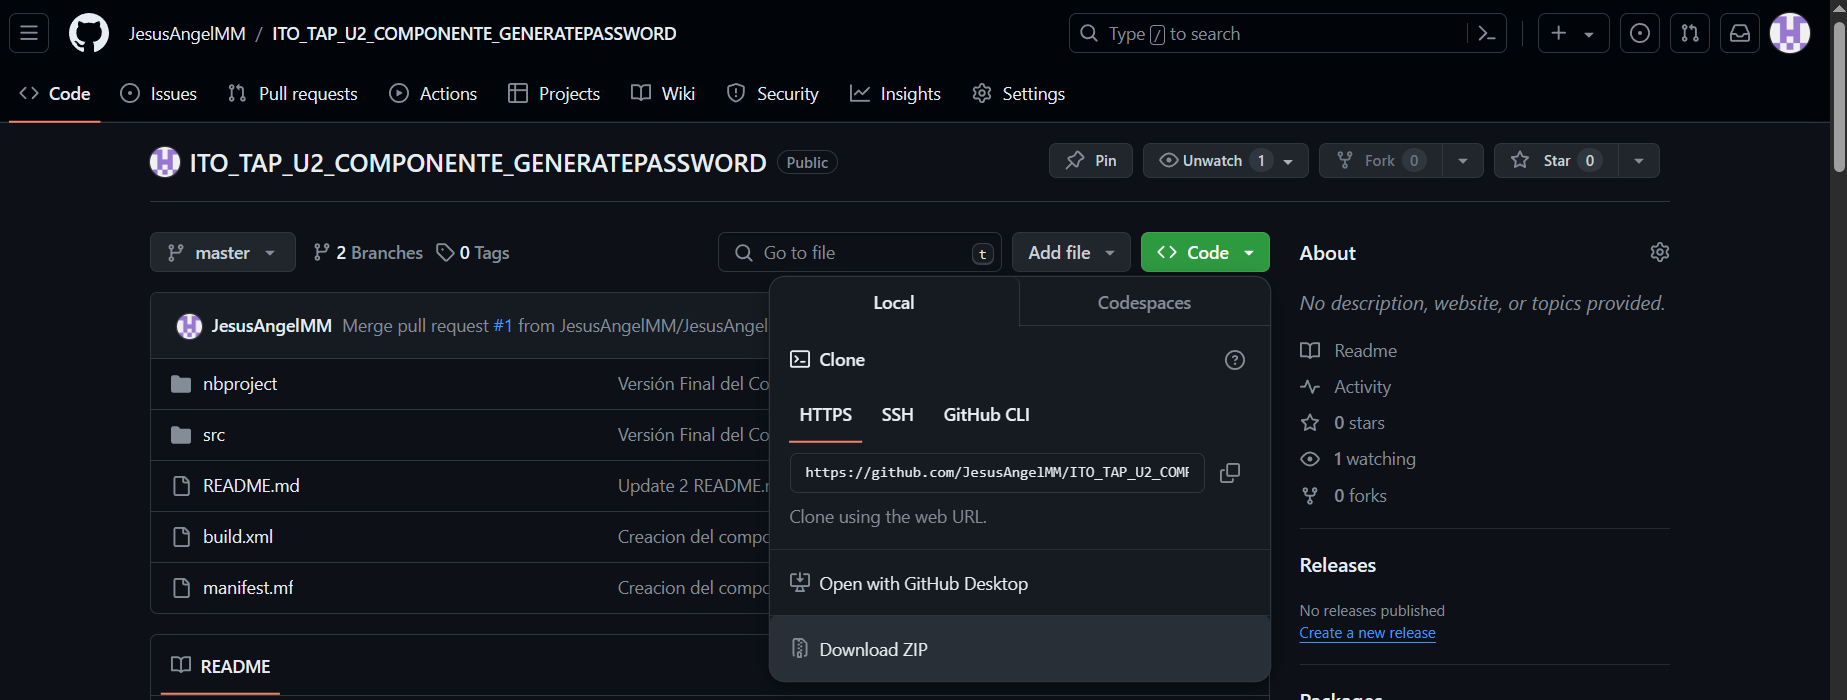 JesusAngelMM / ITO_TAP_U2_COMPONENTE_GENERATEPASSWORD
Type / to search
Code Issues Pull requests Actions Projects Wiki Security Insights Settings
ITO_TAP_U2_COMPONENTE_GENERATEPASSWORD Public
Pin Unwatch 1 Fork 0 Star 0
master 2 Branches 0 Tags
Go to file t
Add file
Code
Local Codespaces
Clone
HTTPS SSH GitHub CLI
https://github.com/JesusAngelMM/ITO_TAP_U2_COMP
Clone using the web URL.
Open with GitHub Desktop
Download ZIP
JesusAngelMM Merge pull request #1 from JesusAngelMM/JesusAngel
nbproject Versión Final del Co
src Versión Final del Co
README.md Update 2 README.r
build.xml Creacion del compo
manifest.mf Creacion del compo
README
About
No description, website, or topics provided.
Readme
Activity
0 stars
1 watching
0 forks
Releases
No releases published
Create a new release